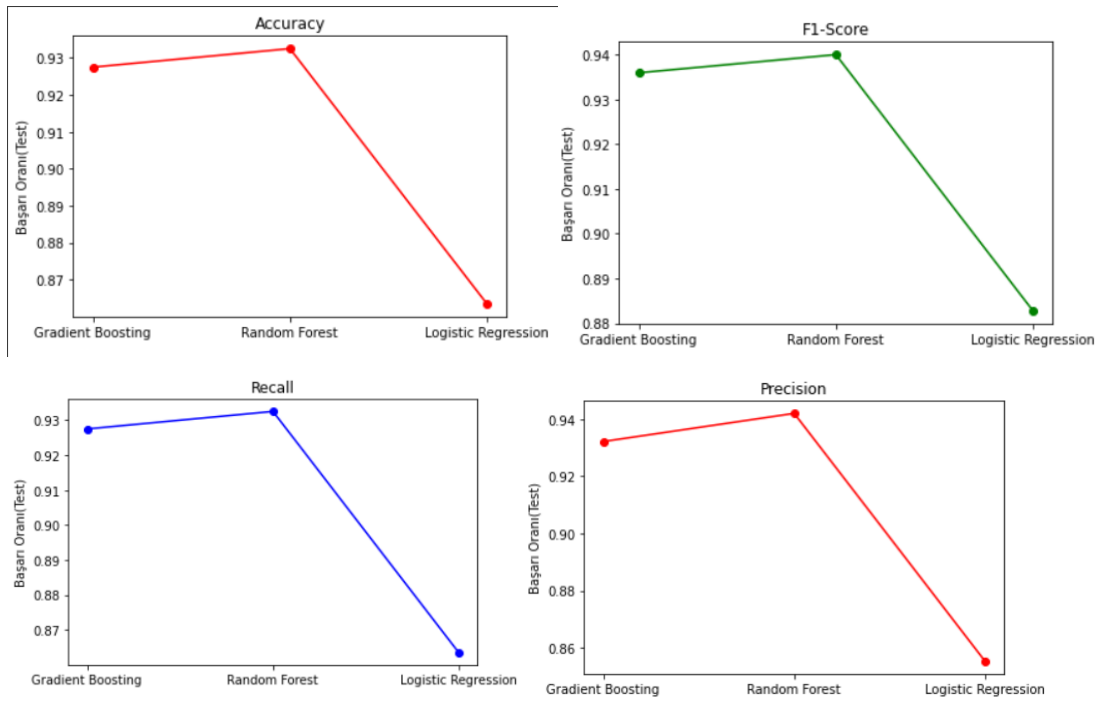 Accuracy
Başarı Oranı(Test)
0.93
0.92
0.91
0.90
0.89
0.88
0.87
Gradient Boosting Random Forest Logistic Regression
F1-Score
Başarı Oranı(Test)
0.94
0.93
0.92
0.91
0.90
0.89
0.88
Gradient Boosting Random Forest Logistic Regression
Recall
Başarı Oranı(Test)
0.93
0.92
0.91
0.90
0.89
0.88
0.87
Gradient Boosting Random Forest Logistic Regression
Precision
Başarı Oranı(Test)
0.94
0.92
0.90
0.88
0.86
Gradient Boosting Random Forest Logistic Regression